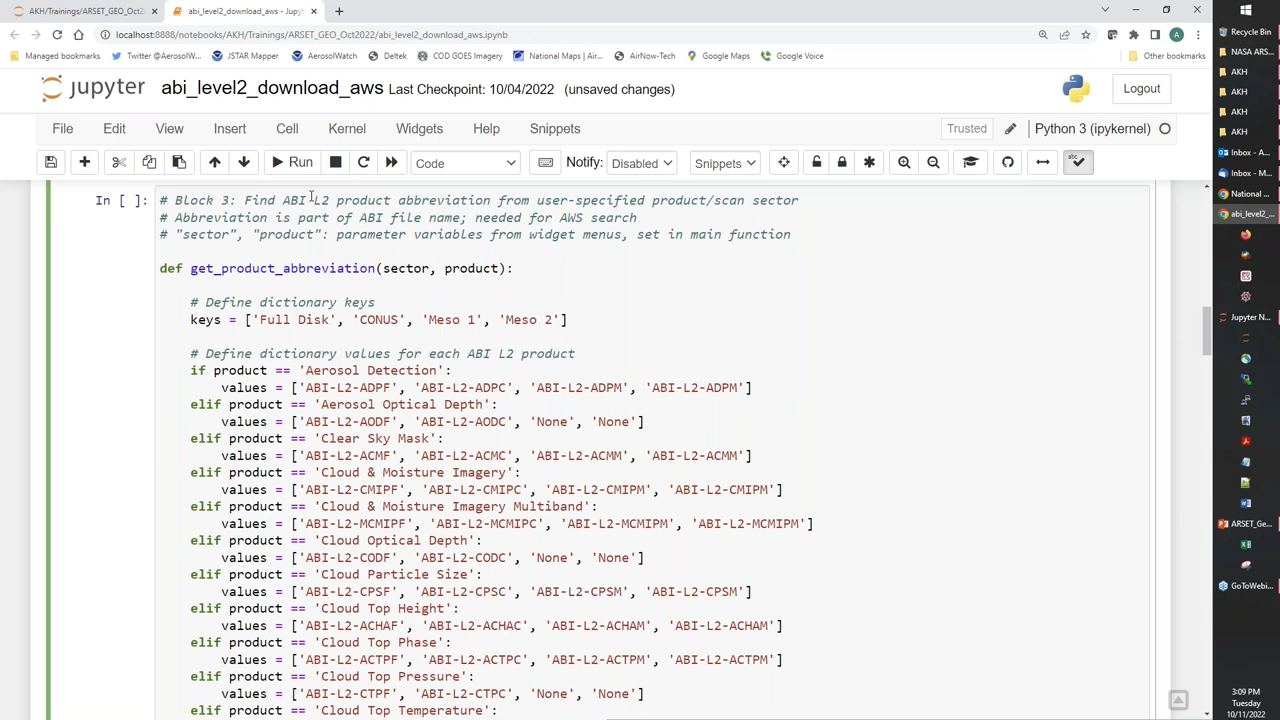 AKH/Trainings/ARSET_GEO_Oct2
abi_level2_download_aws - Jupyt
localhost:8888/notebooks/AKH/Trainings/ARSET_GEO_Oct2022/abi_level2_download_aws.ipynb
Managed bookmarks
Twitter @AerosolW...
JSTAR Mapper
AerosolWatch
Deltek
COD GOES Imagery
National Maps | Air...
AirNow-Tech
Google Maps
Google Voice
Other bookmarks
jupyter abi_level2_download_aws Last Checkpoint: 10/04/2022 (unsaved changes)
Logout
File Edit View Insert Cell Kernel Widgets Help Snippets
Trusted
Python 3 (ipykernel)
Run
Code
Notify: Disabled
Snippets
abc
In [ ]:
# Block 3: Find ABI L2 product abbreviation from user-specified product/scan sector
# Abbreviation is part of ABI file name; needed for AWS search
# "sector", "product": parameter variables from widget menus, set in main function
def get_product_abbreviation(sector, product):
# Define dictionary keys
keys = ['Full Disk', 'CONUS', 'Meso 1', 'Meso 2']
# Define dictionary values for each ABI L2 product
if product == 'Aerosol Detection':
values = ['ABI-L2-ADPF', 'ABI-L2-ADPC', 'ABI-L2-ADPM', 'ABI-L2-ADPM']
elif product == 'Aerosol Optical Depth':
values = ['ABI-L2-AODF', 'ABI-L2-AODC', 'None', 'None']
elif product == 'Clear Sky Mask':
values = ['ABI-L2-ACMF', 'ABI-L2-ACMC', 'ABI-L2-ACMM', 'ABI-L2-ACMM']
elif product == 'Cloud & Moisture Imagery':
values = ['ABI-L2-CMIPF', 'ABI-L2-CMIPC', 'ABI-L2-CMIPM', 'ABI-L2-CMIPM']
elif product == 'Cloud & Moisture Imagery Multiband':
values = ['ABI-L2-MCMIPF', 'ABI-L2-MCMIPC', 'ABI-L2-MCMIPM', 'ABI-L2-MCMIPM']
elif product == 'Cloud Optical Depth':
values = ['ABI-L2-CODF', 'ABI-L2-CODC', 'None', 'None']
elif product == 'Cloud Particle Size':
values = ['ABI-L2-CPSF', 'ABI-L2-CPSC', 'ABI-L2-CPSM', 'ABI-L2-CPSM']
elif product == 'Cloud Top Height':
values = ['ABI-L2-ACHAF', 'ABI-L2-ACHAC', 'ABI-L2-ACHAM', 'ABI-L2-ACHAM']
elif product == 'Cloud Top Phase':
values = ['ABI-L2-ACTPF', 'ABI-L2-ACTPC', 'ABI-L2-ACTPM', 'ABI-L2-ACTPM']
elif product == 'Cloud Top Pressure':
values = ['ABI-L2-CTPF', 'ABI-L2-CTPC', 'None', 'None']
elif product == 'Cloud Top Temperature':
Recycle Bin
NASA ARS...
AKH
AKH
AKH
AKH
Inbox - A...
Inbox - M...
National ...
abi_level2_...
Jupyter N...
ARSET_Ge...
GoToWebi...
3:09 PM
Tuesday
10/11/2022